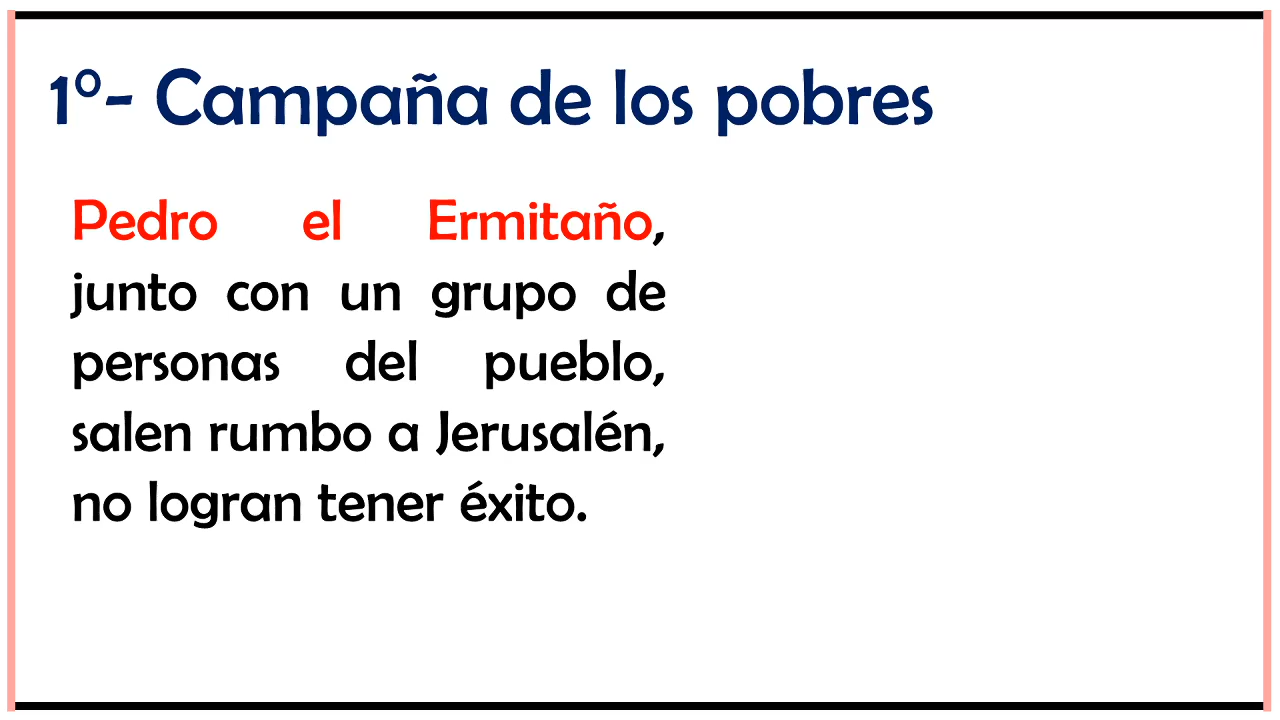 1°- Campaña de los pobres
Pedro el Ermitaño,
junto con un grupo de
personas del pueblo,
salen rumbo a Jerusalén,
no logran tener éxito.